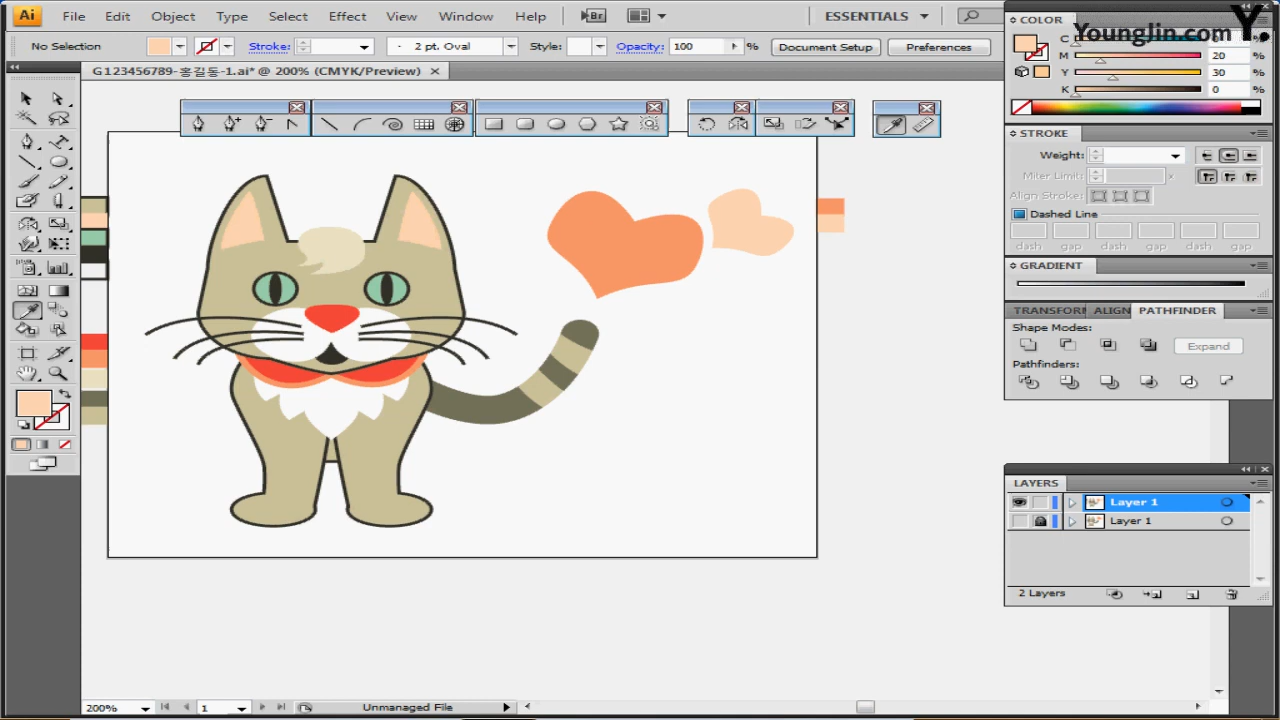 Ai File Edit Object Type Select Effect View Window Help Br ESSENTIALS
No Selection Stroke: 2 pt. Oval Style: Opacity: 100 % Document Setup Preferences
G123456789-홍길동-1.ai* @ 200% (CMYK/Preview) ×
COLOR
Younglin.com Y.
C %
M 20 %
Y 30 %
K 0 %
STROKE
Weight:
Miter Limit: x
Align Stroke:
Dashed Line
dash gap dash gap dash gap
GRADIENT
TRANSFORM ALIGN PATHFINDER
Shape Modes:
Expand
Pathfinders:
LAYERS
Layer 1
Layer 1
2 Layers
200% 1 Unmanaged File